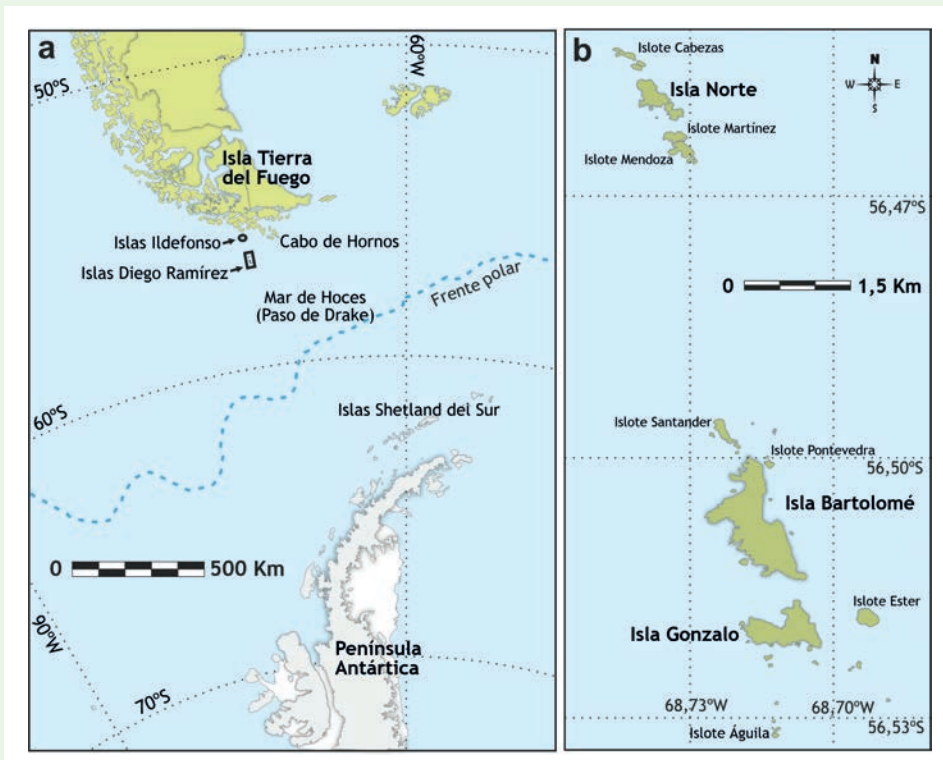 a
50ºS
60ºW
Isla Tierra
del Fuego
Islas Ildefonso
Cabo de Hornos
Islas Diego Ramírez
Mar de Hoces
(Paso de Drake)
Frente polar
60ºS
Islas Shetland del Sur
0 500 Km
90ºW
Península
Antártica
70ºS
b
Islote Cabezas
N
W E
S
Isla Norte
Islote Martínez
Islote Mendoza
56,47ºS
0 1,5 Km
Islote Santander
Islote Pontevedra
56,50ºS
Isla Bartolomé
Islote Ester
Isla Gonzalo
68,73ºW 68,70ºW
56,53ºS
Islote Águila